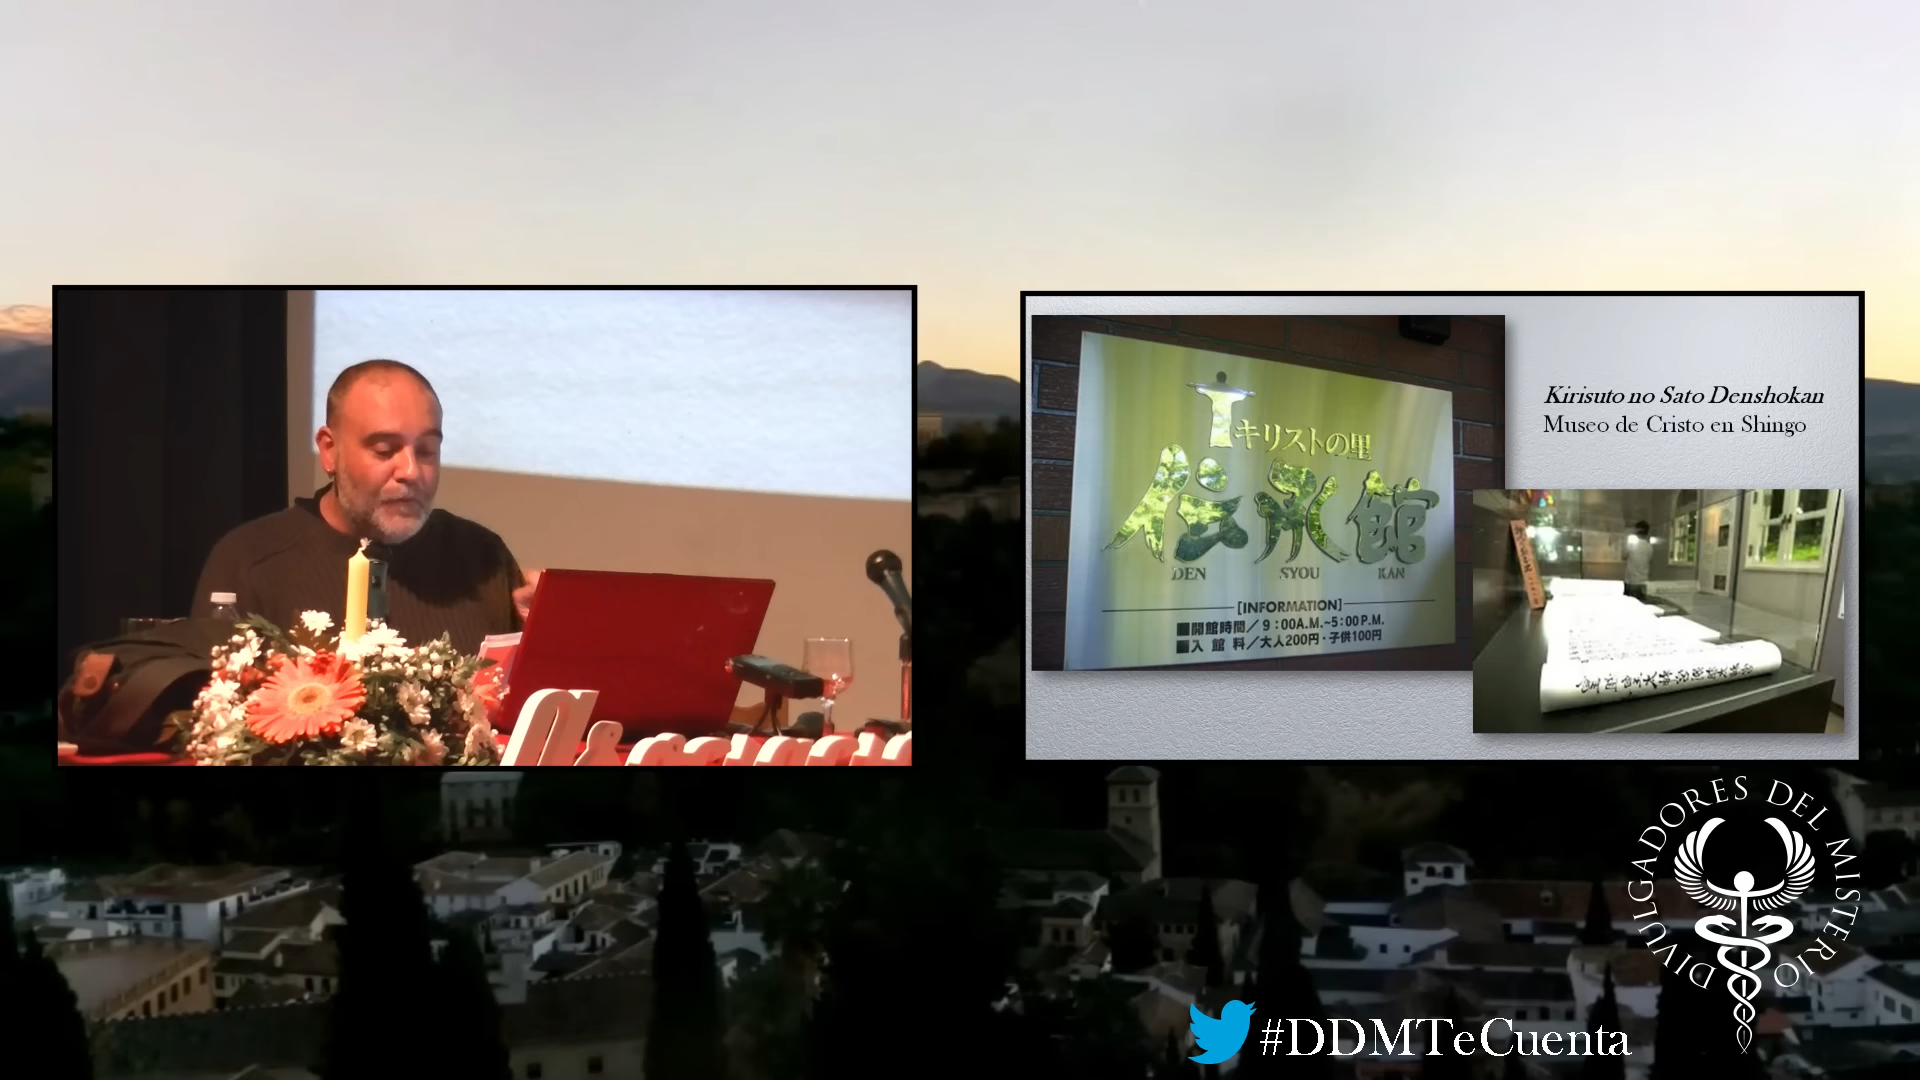 Kirisuto no Sato Denshokan
Museo de Cristo en Shingo
キリストの里
伝承館
DEN SYOU KAN
[INFORMATION]
■開館時間／9:00A.M.~5:00P.M.
■入館料／大人200円・子供100円
DIVULGADORES DEL MISTERIO
#DDMTeCuenta